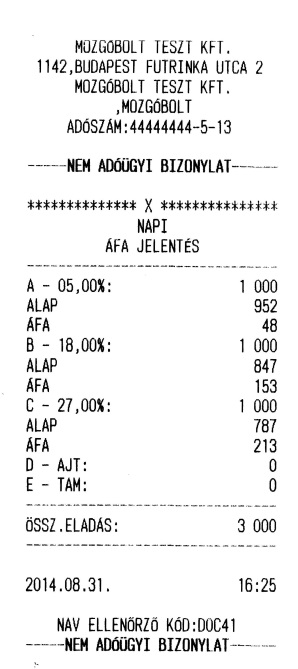 MOZGÓBOLT TESZT KFT.
1142,BUDAPEST FUTRINKA UTCA 2
MOZGÓBOLT TESZT KFT.
,MOZGÓBOLT
ADÓSZÁM:44444444-5-13
-----NEM ADÓÜGYI BIZONYLAT-----
************** X ***************
NAPI
ÁFA JELENTÉS
--------------------------------
A - 05,00%: 1 000
ALAP 952
ÁFA 48
B - 18,00%: 1 000
ALAP 847
ÁFA 153
C - 27,00%: 1 000
ALAP 787
ÁFA 213
D - AJT: 0
E - TAM: 0
--------------------------------
ÖSSZ.ELADÁS: 3 000
--------------------------------
2014.08.31. 16:25
NAV ELLENŐRZŐ KÓD:D0C41
-----NEM ADÓÜGYI BIZONYLAT-----